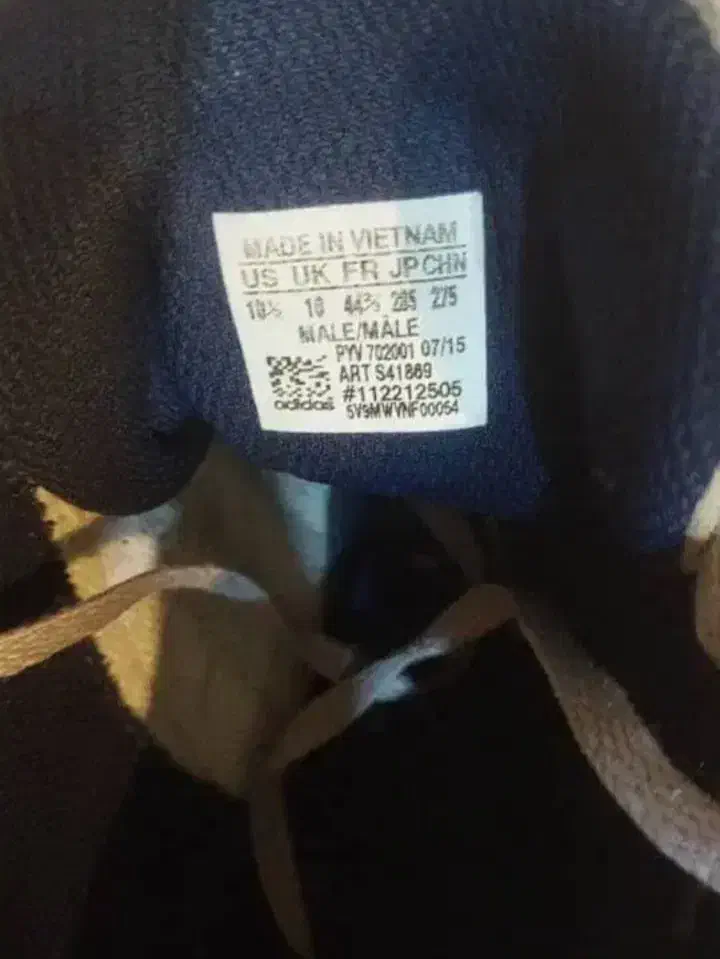 MADE IN VIETNAM
US UK FR JP CHN
10½ 10 44⅔ 285 275
MALE/MÂLE
PYV 702001 07/15
ART S41869
#112212505
adidas 5V9MWVNF00054